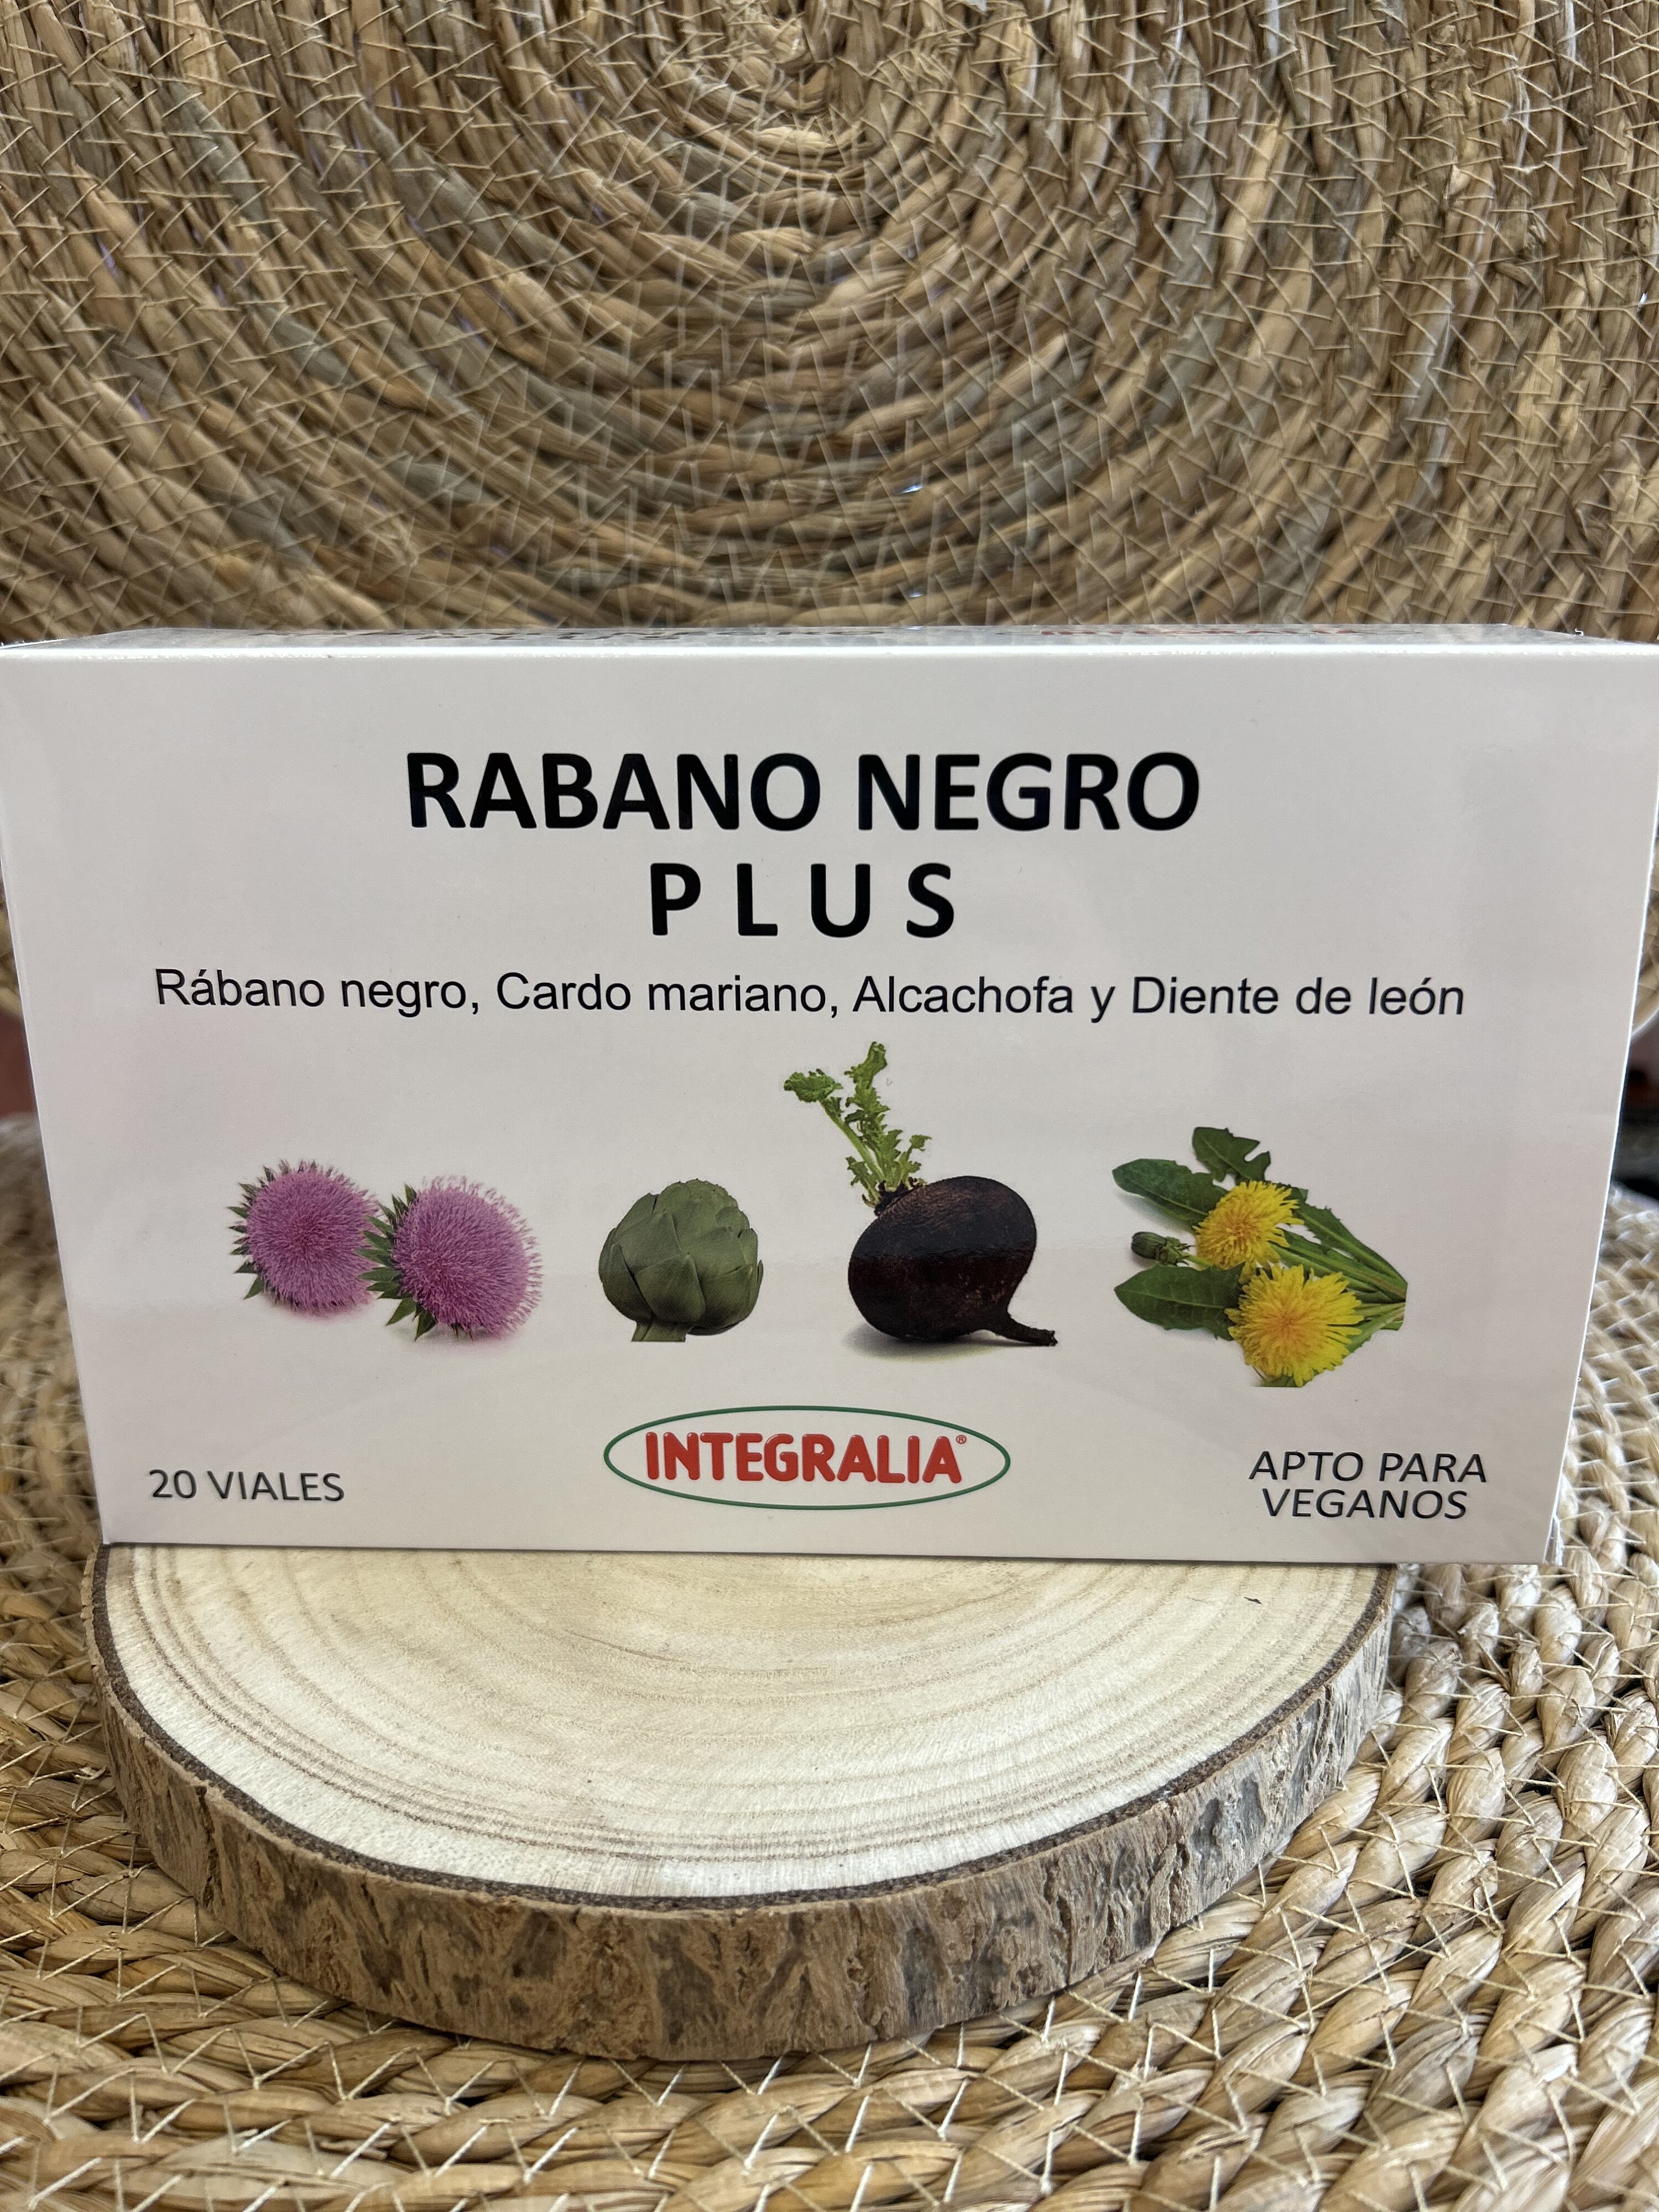 RABANO NEGRO
PLUS
Rábano negro, Cardo mariano, Alcachofa y Diente de león
INTEGRALIA®
20 VIALES
APTO PARA
VEGANOS